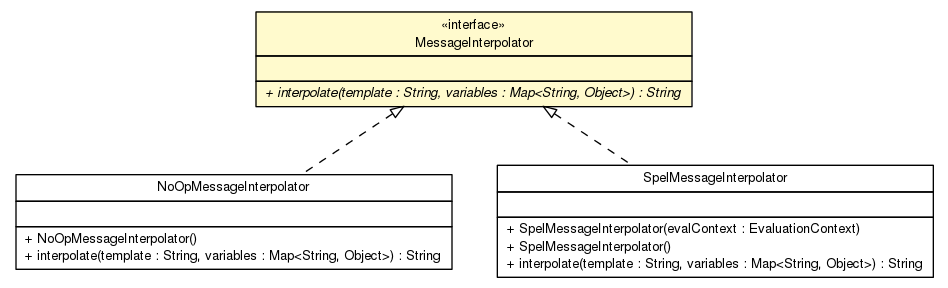 «interface»
MessageInterpolator
+ interpolate(template : String, variables : Map<String, Object>) : String
NoOpMessageInterpolator
+ NoOpMessageInterpolator()
+ interpolate(template : String, variables : Map<String, Object>) : String
SpelMessageInterpolator
+ SpelMessageInterpolator(evalContext : EvaluationContext)
+ SpelMessageInterpolator()
+ interpolate(template : String, variables : Map<String, Object>) : String